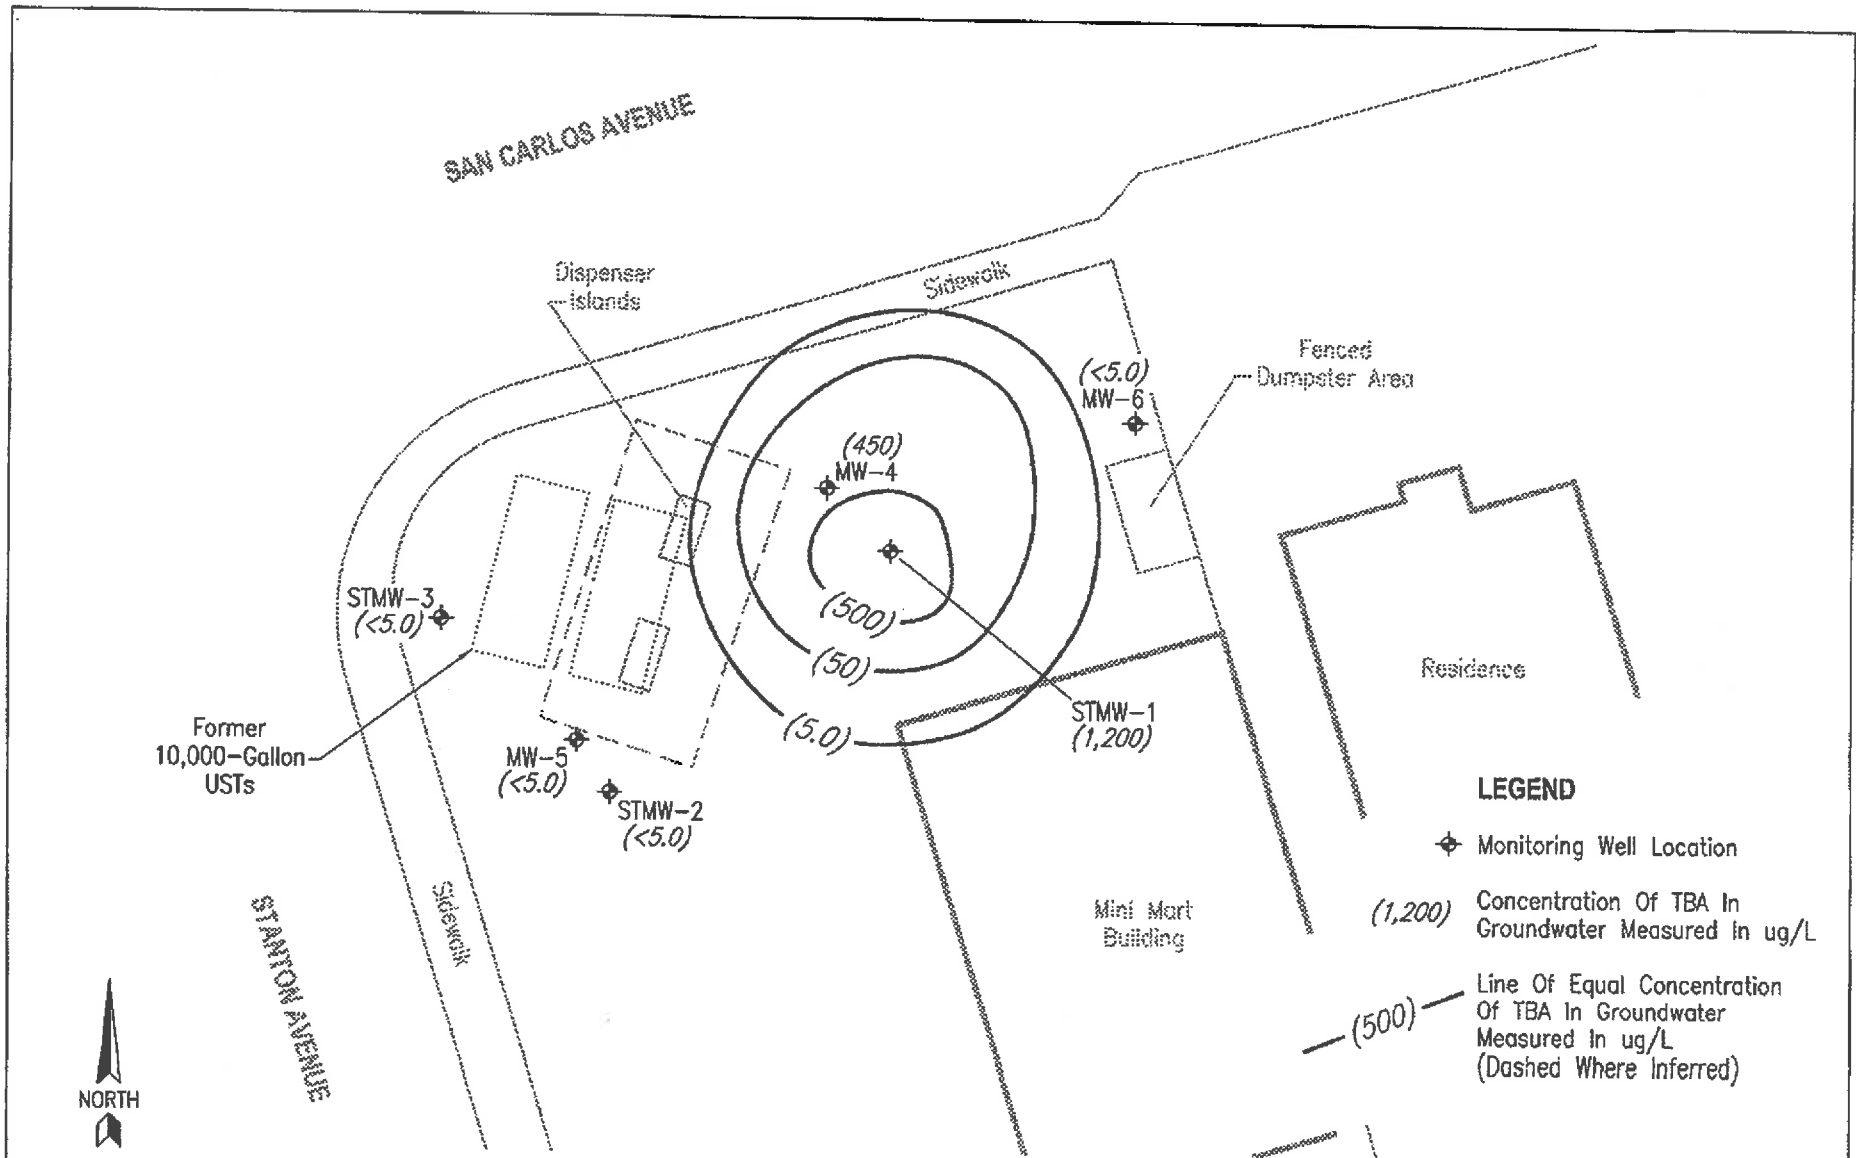 SAN CARLOS AVENUE
Dispenser
Islands
Sidewalk
Fenced
Dumpster Area
(<5.0)
MW-6
(450)
MW-4
STMW-3
(<5.0)
(500)
(50)
(5.0)
STMW-1
(1,200)
Residence
Former
10,000-Gallon
USTs
MW-5
(<5.0)
STMW-2
(<5.0)
Sidewalk
STANTON AVENUE
Mini Mart
Building
NORTH
LEGEND
Monitoring Well Location
(1,200) Concentration Of TBA In
Groundwater Measured In ug/L
(500) Line Of Equal Concentration
Of TBA In Groundwater
Measured In ug/L
(Dashed Where Inferred)